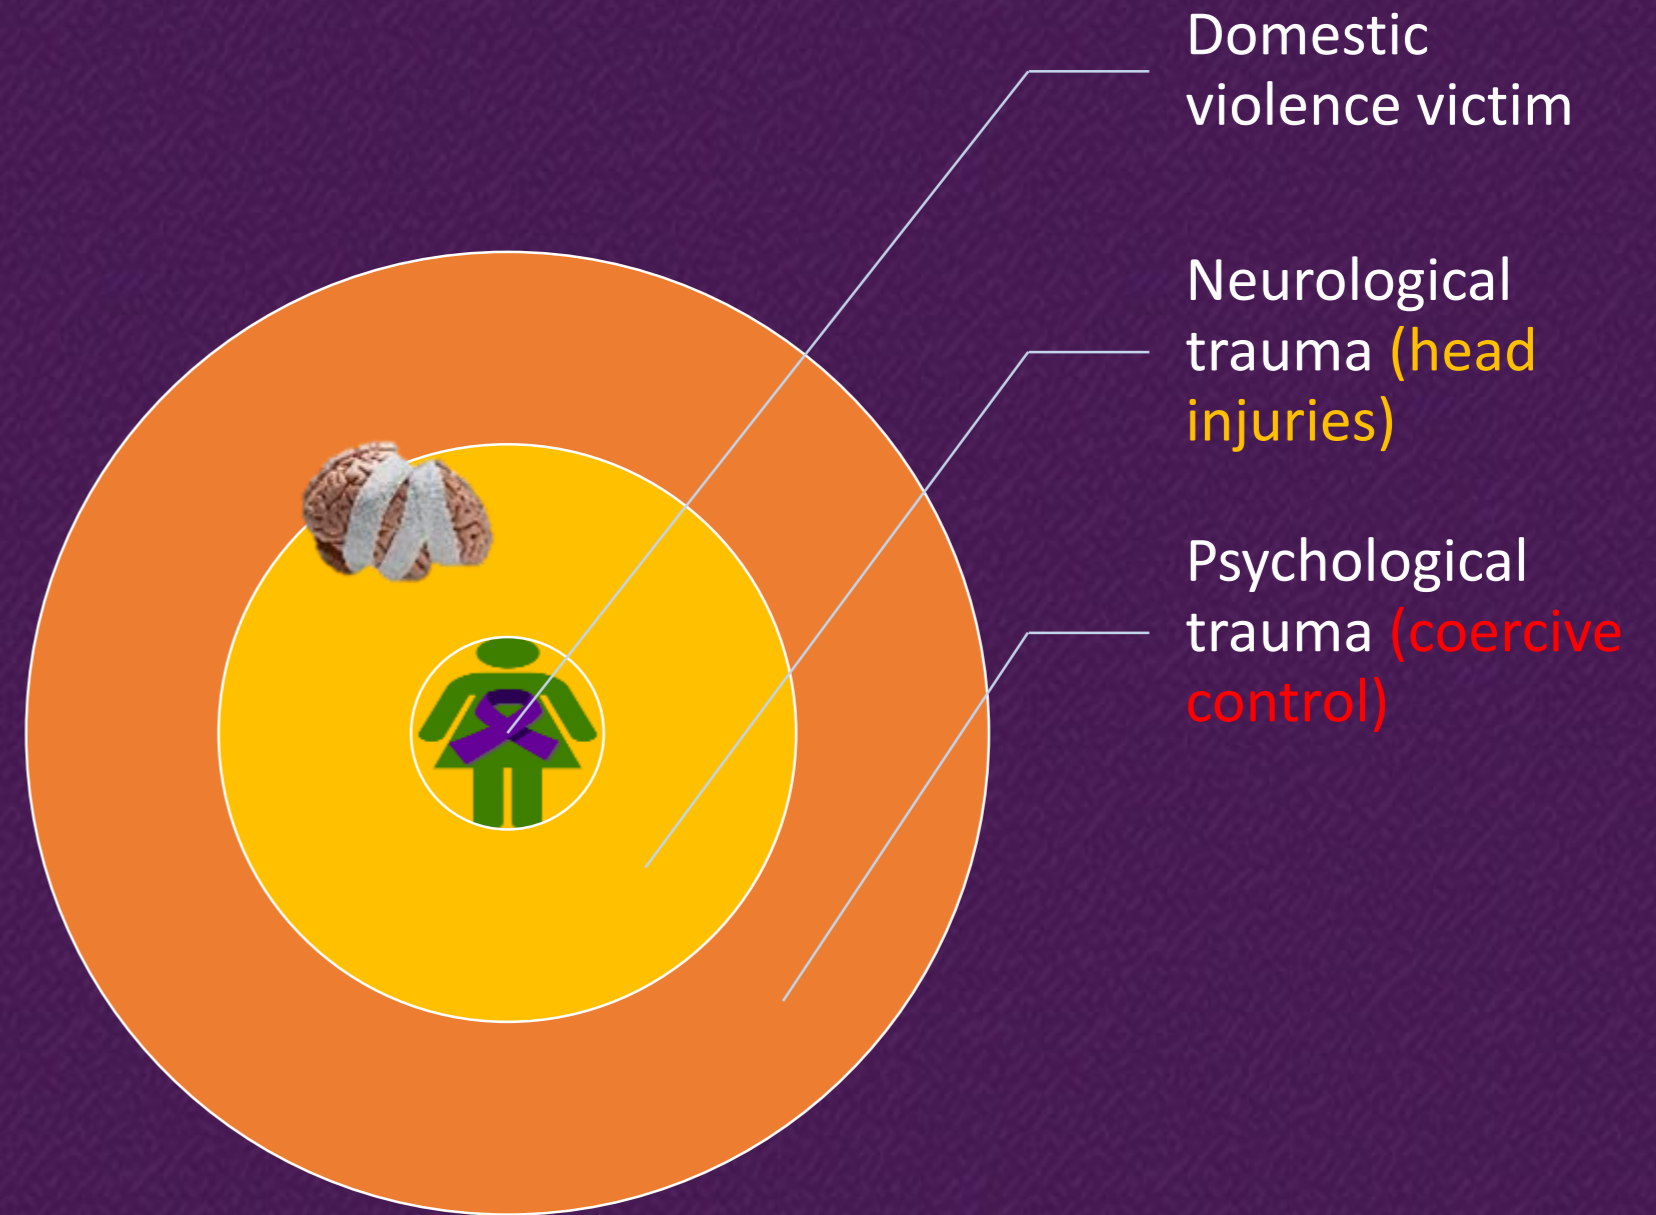 Domestic
violence victim
Neurological
trauma (head
injuries)
Psychological
trauma (coercive
control)